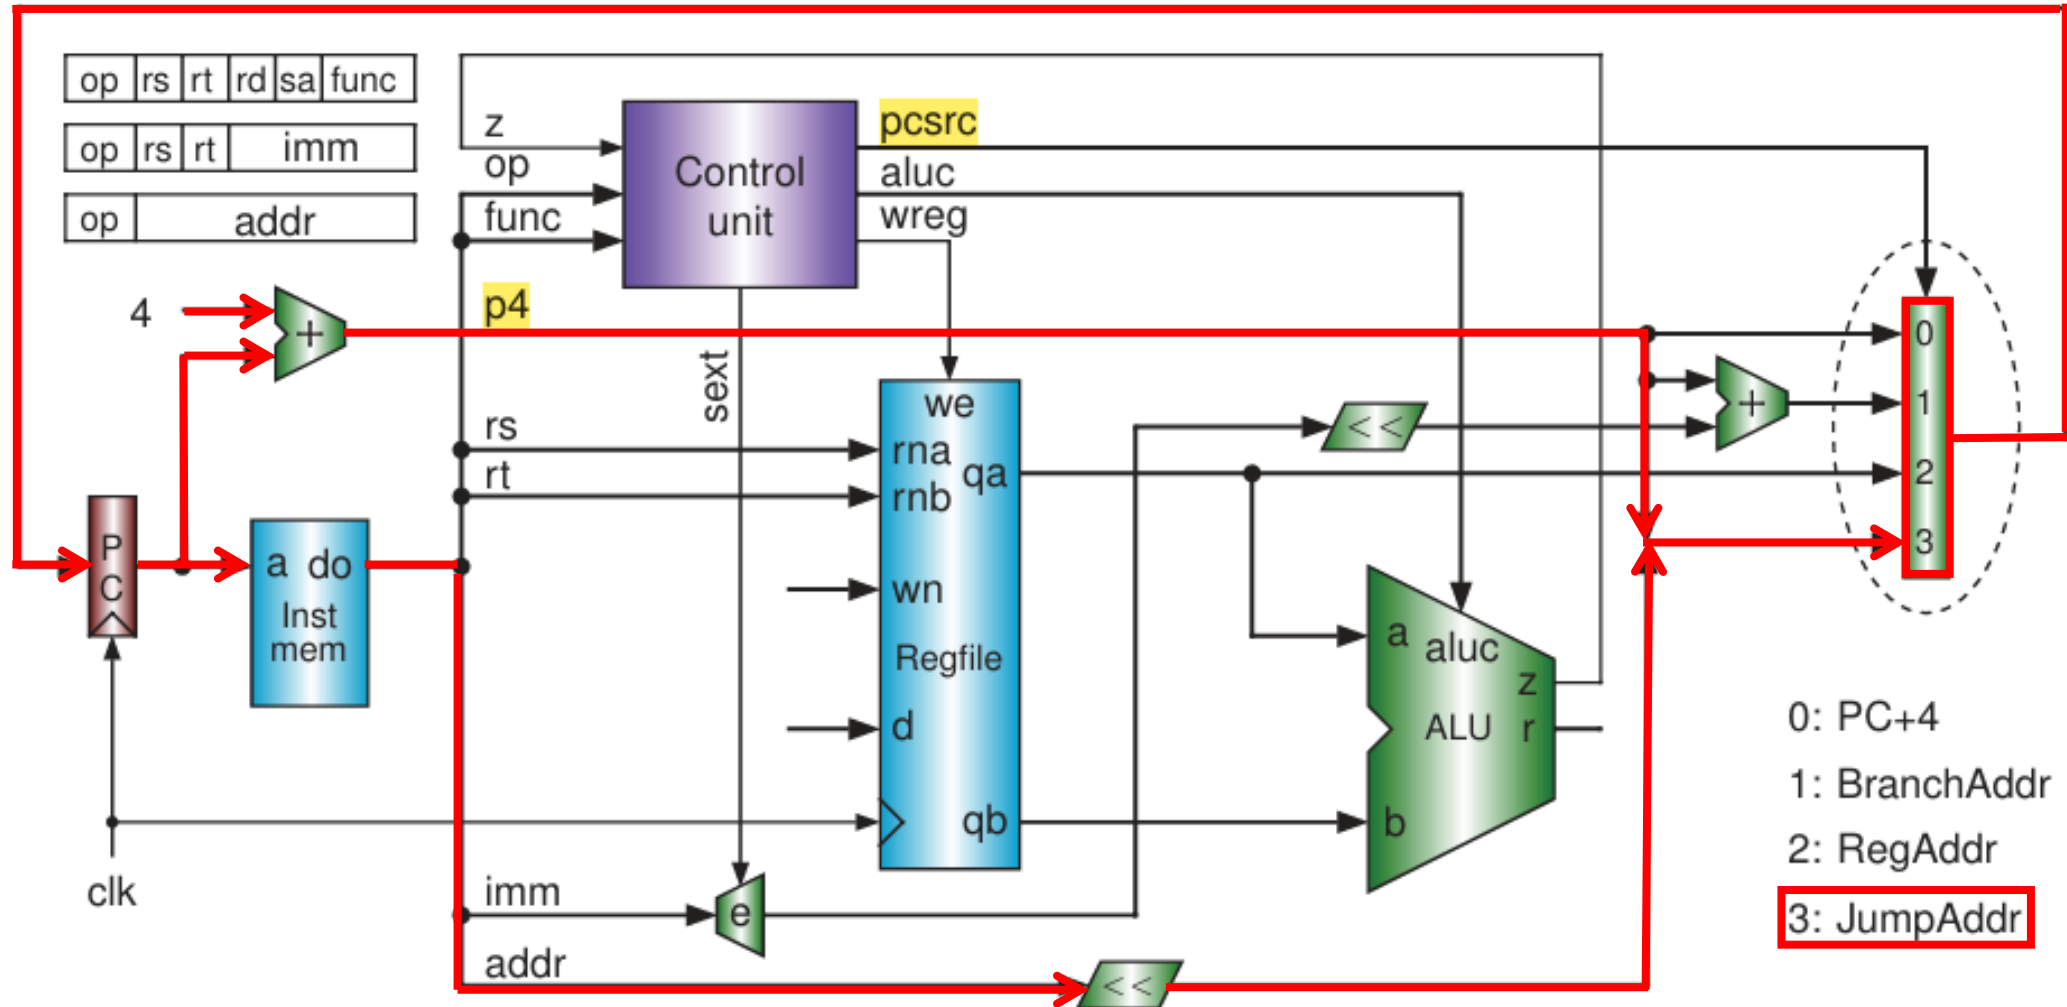 op rs rt rd sa func
op rs rt imm
op addr
z
op
func
Control
unit
pcsrc
aluc
wreg
4
+
p4
sext
rs
rt
we
rna
rnb
qa
wn
Regfile
d
qb
<<
+
0
1
2
3
P
C
a do
Inst
mem
a
aluc
z
ALU
r
b
clk
imm
e
addr
<<
0: PC+4
1: BranchAddr
2: RegAddr
3: JumpAddr